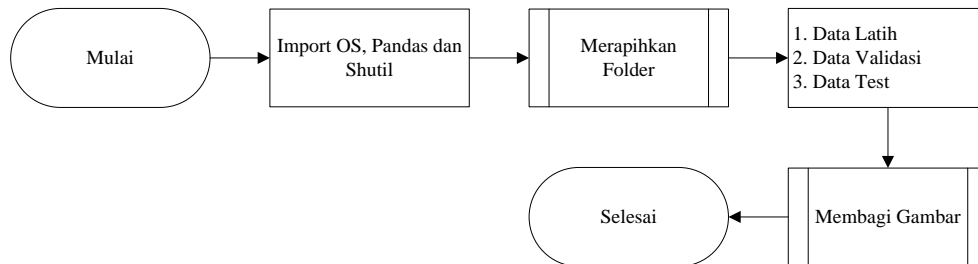 Mulai
Import OS, Pandas dan
Shutil
Merapihkan
Folder
1. Data Latih
2. Data Validasi
3. Data Test
Membagi Gambar
Selesai